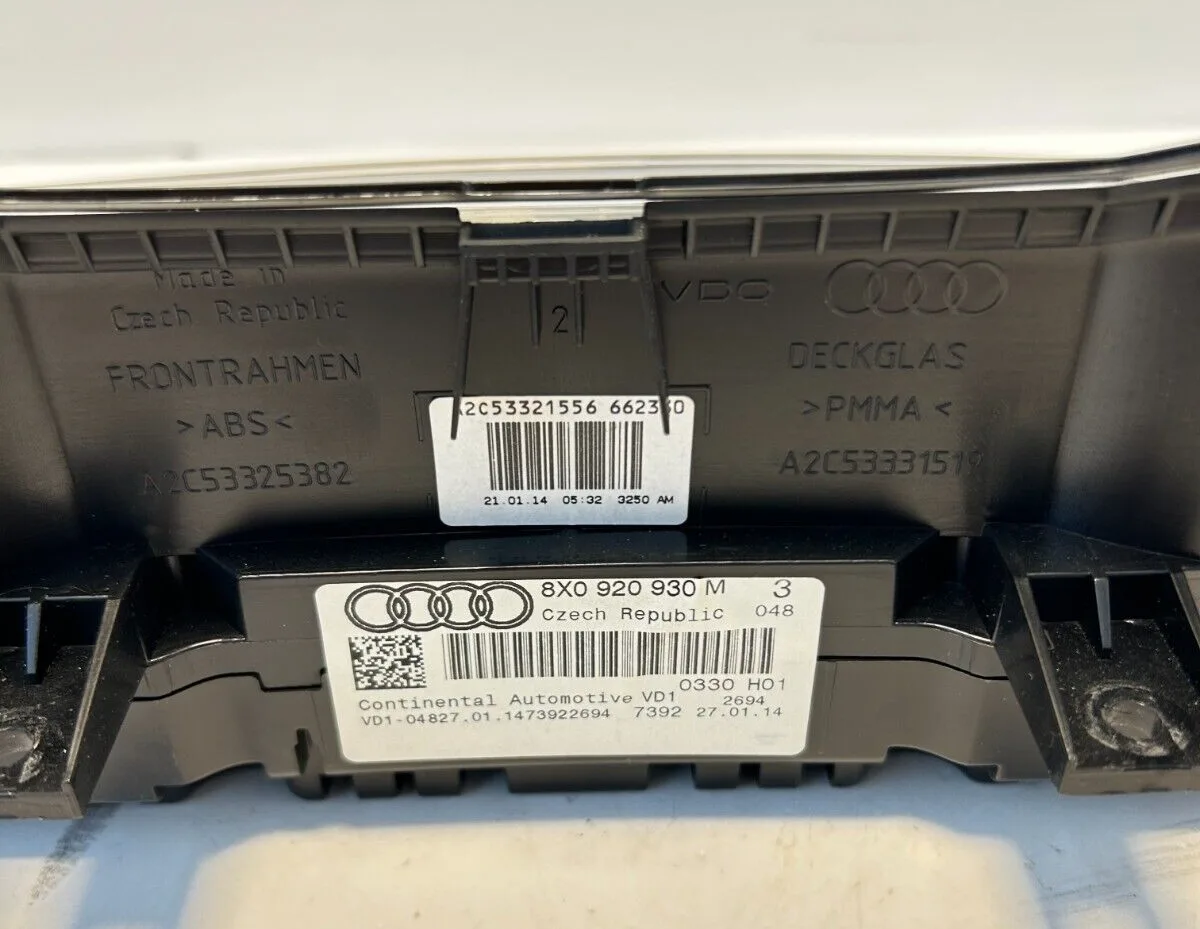 Made in
Czech Republic
FRONTRAHMEN
>ABS<
A2C53325382
2
VDO
DECKGLAS
>PMMA<
A2C53331519
A2C53321556 662330
21.01.14 05:32 3250 AM
8X0 920 930 M 3
Czech Republic 048
0330 H01
Continental Automotive VD1 2694
VD1-04827.01.1473922694 7392 27.01.14